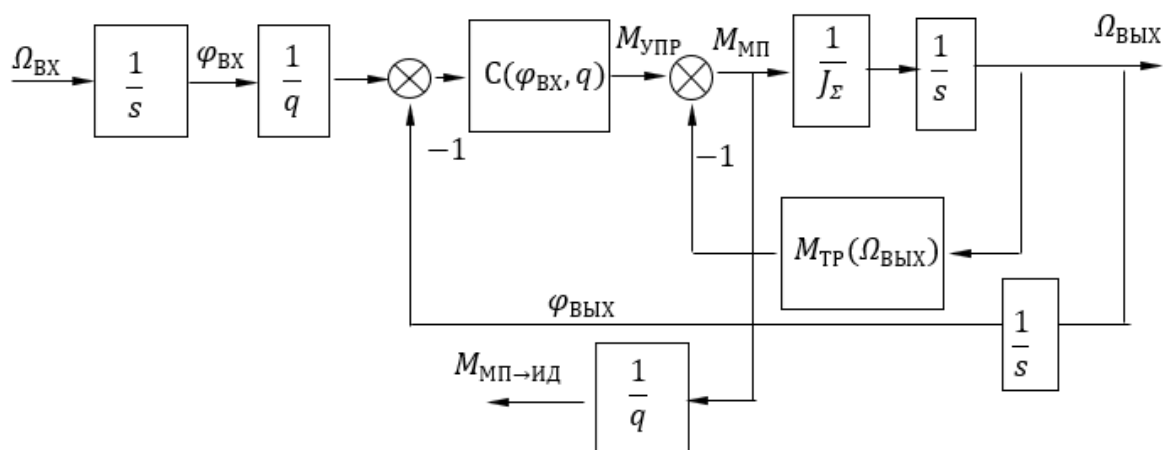 Ω_ВХ
1/s
φ_ВХ
1/q
−1
C(φ_ВХ, q)
M_УПР
M_МП
−1
1/J_Σ
1/s
Ω_ВЫХ
M_ТР(Ω_ВЫХ)
φ_ВЫХ
1/s
M_МП→ИД
1/q